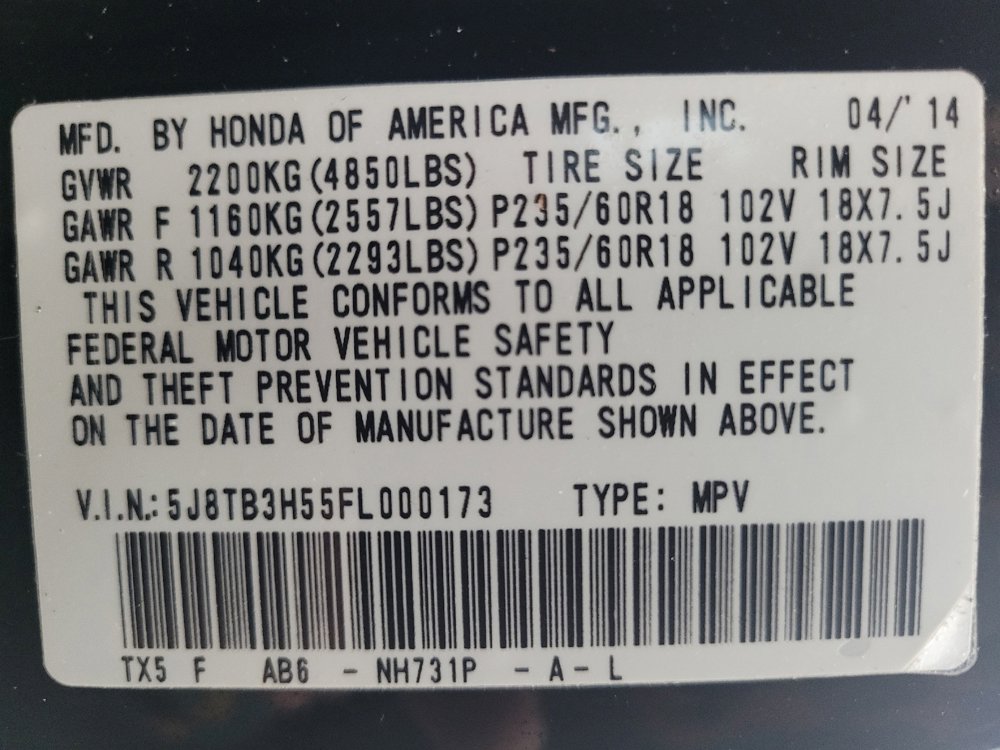 MFD. BY HONDA OF AMERICA MFG., INC. 04/'14
GVWR 2200KG(4850LBS) TIRE SIZE RIM SIZE
GAWR F 1160KG(2557LBS) P235/60R18 102V 18X7.5J
GAWR R 1040KG(2293LBS) P235/60R18 102V 18X7.5J
THIS VEHICLE CONFORMS TO ALL APPLICABLE
FEDERAL MOTOR VEHICLE SAFETY
AND THEFT PREVENTION STANDARDS IN EFFECT
ON THE DATE OF MANUFACTURE SHOWN ABOVE.
V.I.N.: 5J8TB3H55FL000173 TYPE: MPV
TX5 F AB6 - NH731P - A - L